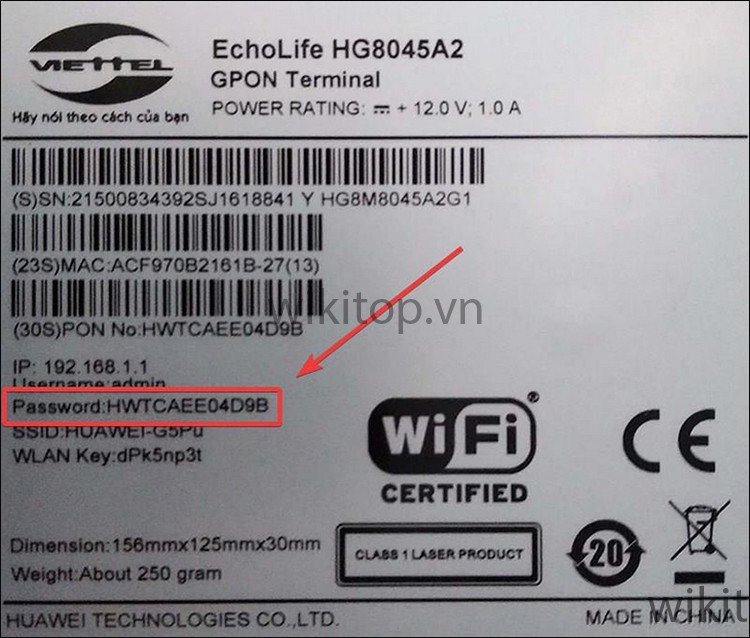 VIETTEL
Hãy nói theo cách của bạn
EchoLife HG8045A2
GPON Terminal
POWER RATING: ⎓ + 12.0 V; 1.0 A
(S)SN:21500834392SJ1618841 Y HG8M8045A2G1
(23S)MAC:ACF970B2161B-27(13)
wikitop.vn
(30S)PON No:HWTCAEE04D9B
IP: 192.168.1.1
Username:admin
Password:HWTCAEE04D9B
SSID:HUAWEI-G5Pu
WLAN Key:dPk5np3t
Wi Fi
®
CERTIFIED
CE
Dimension:156mmx125mmx30mm
Weight:About 250 gram
CLASS 1 LASER PRODUCT
20
HUAWEI TECHNOLOGIES CO.,LTD.
MADE IN CHINA
wikit